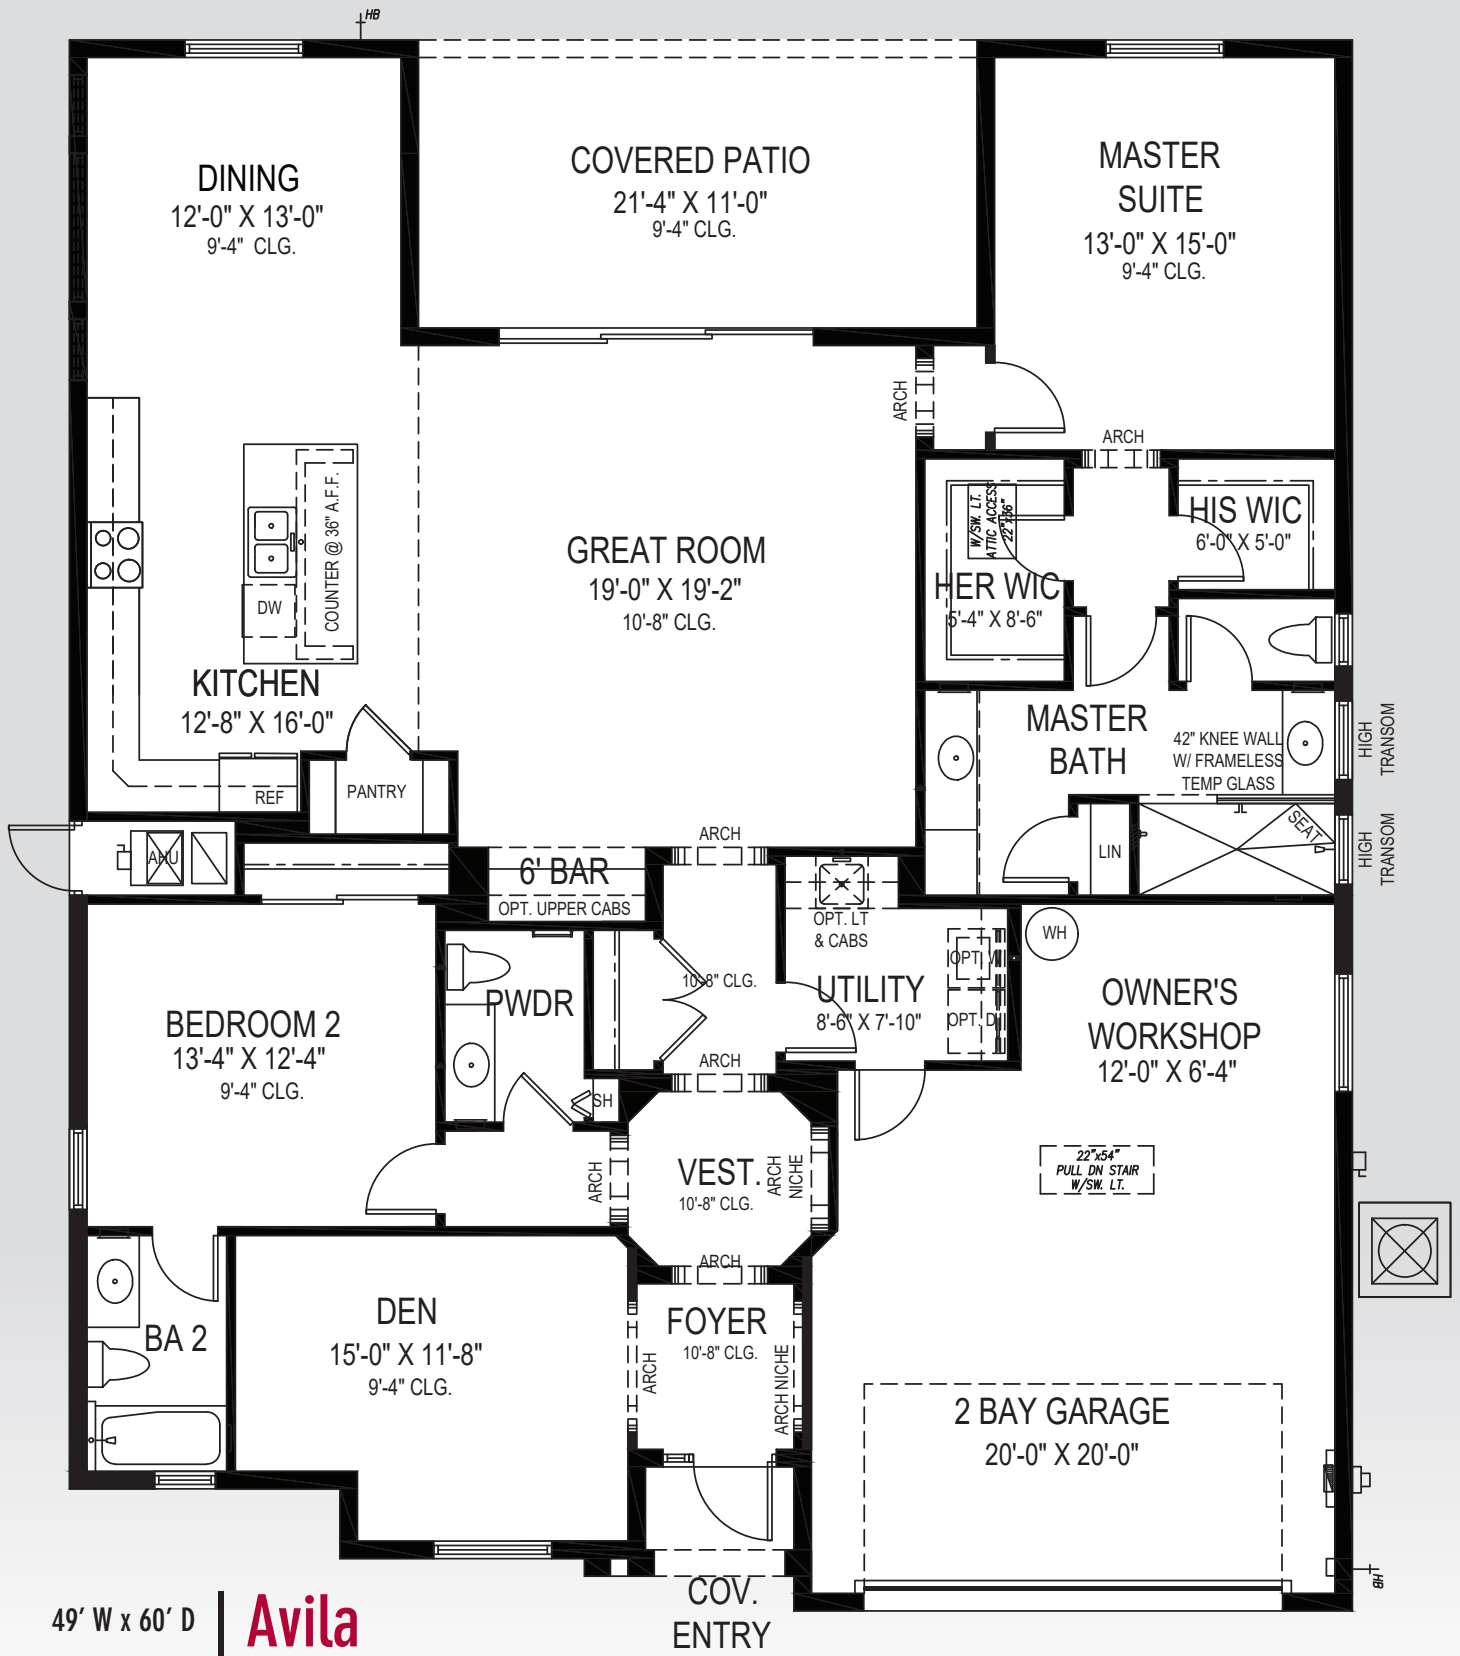 HB
DINING
12'-0" X 13'-0"
9'-4" CLG.
COVERED PATIO
21'-4" X 11'-0"
9'-4" CLG.
MASTER
SUITE
13'-0" X 15'-0"
9'-4" CLG.
ARCH
ARCH
COUNTER @ 36" A.F.F.
DW
KITCHEN
12'-8" X 16'-0"
REF
PANTRY
GREAT ROOM
19'-0" X 19'-2"
10'-8" CLG.
W/SW. LT.
ATTIC ACCESS
22"x36"
HER WIC
5'-4" X 8'-6"
HIS WIC
6'-0" X 5'-0"
MASTER
BATH
42" KNEE WALL
W/ FRAMELESS
TEMP GLASS
HIGH
TRANSOM
SEAT
LIN
HIGH
TRANSOM
AHU
6' BAR
OPT. UPPER CABS
ARCH
OPT. LT
& CABS
10'-8" CLG.
UTILITY
8'-6" X 7'-10"
OPT. W
OPT. D
WH
OWNER'S
WORKSHOP
12'-0" X 6'-4"
BEDROOM 2
13'-4" X 12'-4"
9'-4" CLG.
PWDR
SH
ARCH
ARCH
VEST.
10'-8" CLG.
ARCH
NICHE
22"x54"
PULL DN STAIR
W/SW. LT.
ARCH
BA 2
DEN
15'-0" X 11'-8"
9'-4" CLG.
ARCH
FOYER
10'-8" CLG.
ARCH NICHE
2 BAY GARAGE
20'-0" X 20'-0"
HB
COV.
ENTRY
49' W x 60' D
Avila